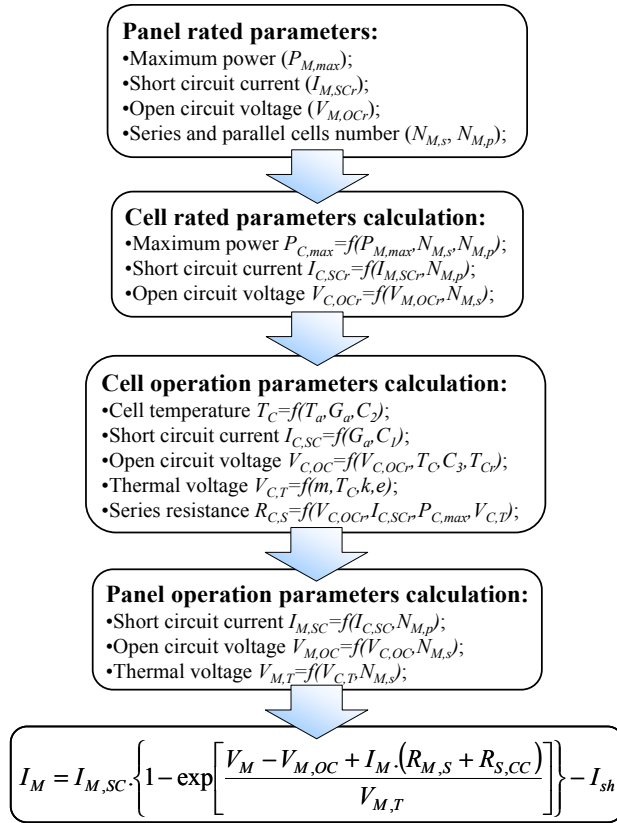 Panel rated parameters:
•Maximum power (P_{M,max});
•Short circuit current (I_{M,SCr});
•Open circuit voltage (V_{M,OCr});
•Series and parallel cells number (N_{M,s}, N_{M,p});
Cell rated parameters calculation:
•Maximum power P_{C,max}=f(P_{M,max},N_{M,s},N_{M,p});
•Short circuit current I_{C,SCr}=f(I_{M,SCr},N_{M,p});
•Open circuit voltage V_{C,OCr}=f(V_{M,OCr},N_{M,s});
Cell operation parameters calculation:
•Cell temperature T_C=f(T_a,G_a,C_2);
•Short circuit current I_{C,SC}=f(G_a,C_1);
•Open circuit voltage V_{C,OC}=f(V_{C,OCr},T_C,C_3,T_{Cr});
•Thermal voltage V_{C,T}=f(m,T_C,k,e);
•Series resistance R_{C,S}=f(V_{C,OCr},I_{C,SCr},P_{C,max},V_{C,T});
Panel operation parameters calculation:
•Short circuit current I_{M,SC}=f(I_{C,SC},N_{M,p});
•Open circuit voltage V_{M,OC}=f(V_{C,OC},N_{M,s});
•Thermal voltage V_{M,T}=f(V_{C,T},N_{M,s});
I_M = I_{M,SC}.{1-exp[\frac{V_M - V_{M,OC} + I_M.(R_{M,S} + R_{S,CC})}{V_{M,T}}]} - I_{sh}